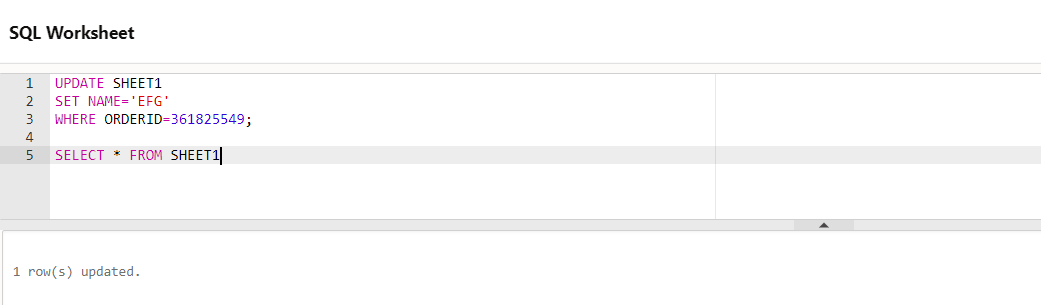 SQL Worksheet
1 UPDATE SHEET1
2 SET NAME='EFG'
3 WHERE ORDERID=361825549;
4
5 SELECT * FROM SHEET1
1 row(s) updated.